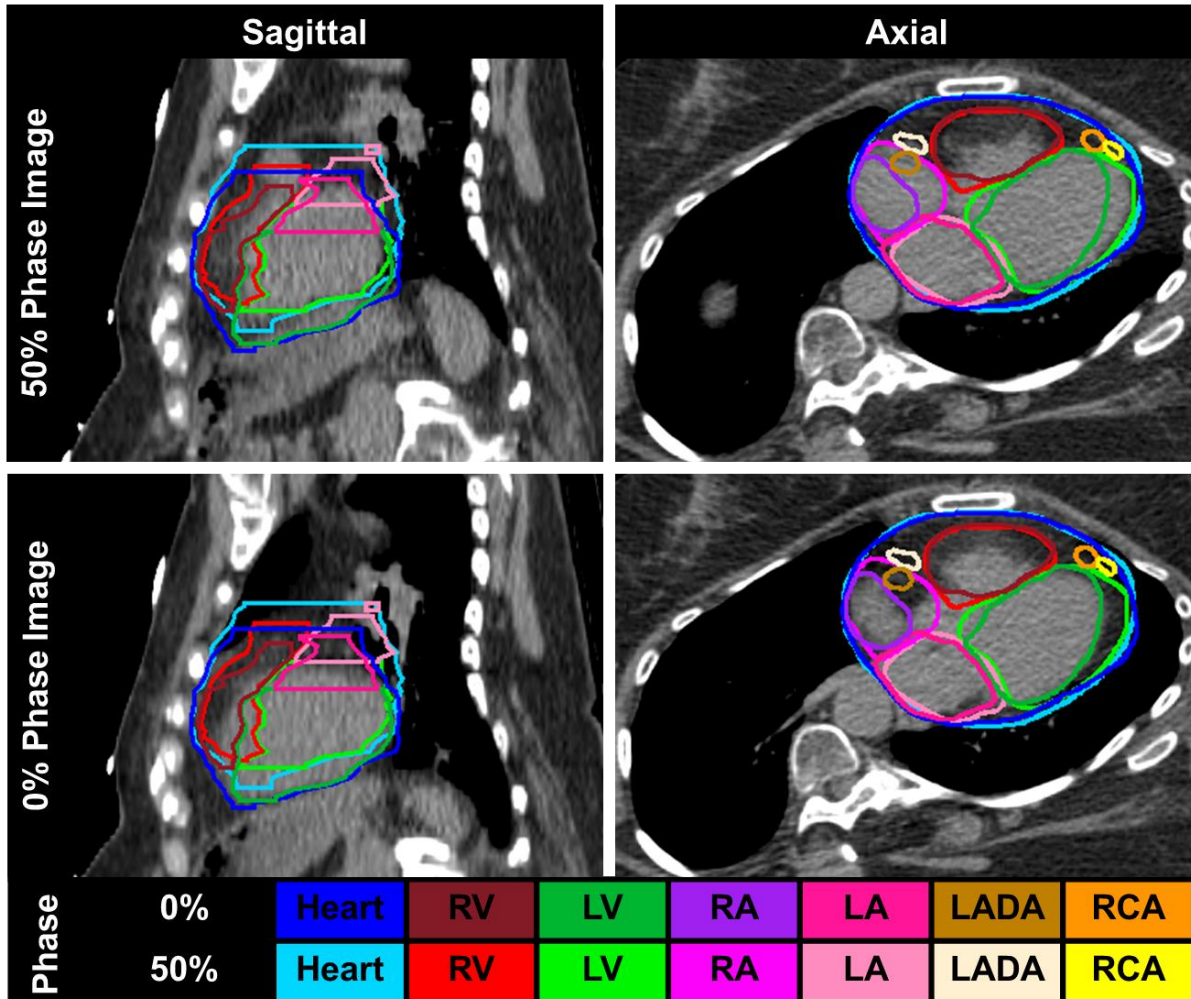 Sagittal
Axial
50% Phase Image
0% Phase Image
Phase
0% Heart RV LV RA LA LADA RCA
50% Heart RV LV RA LA LADA RCA